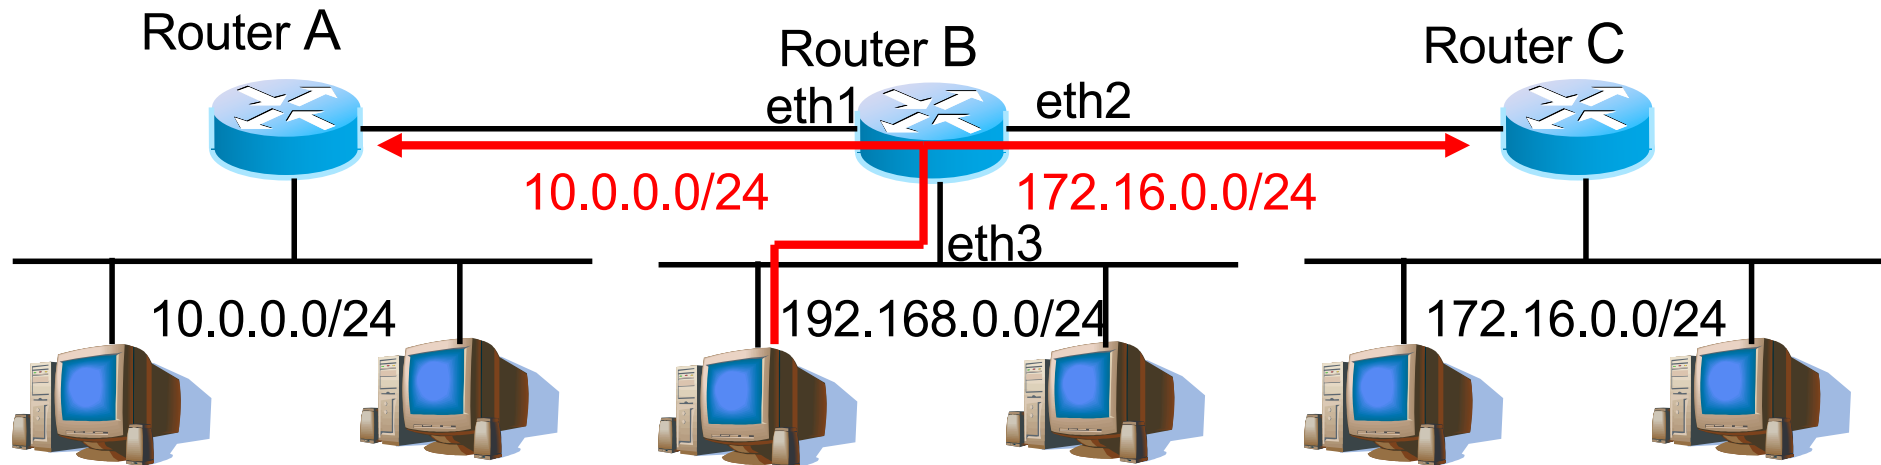 Router A
Router B
Router C
eth1
eth2
10.0.0.0/24
172.16.0.0/24
eth3
10.0.0.0/24
192.168.0.0/24
172.16.0.0/24